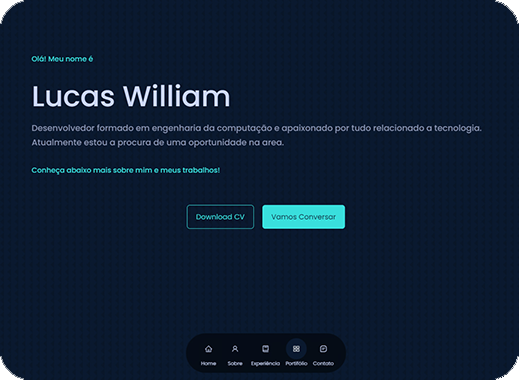 Olá! Meu nome é
Lucas William
Desenvolvedor formado em engenharia da computação e apaixonado por tudo relacionado a tecnologia.
Atualmente estou a procura de uma oportunidade na area.
Conheça abaixo mais sobre mim e meus trabalhos!
Download CV Vamos Conversar
Home Sobre Experiência Portifólio Contato